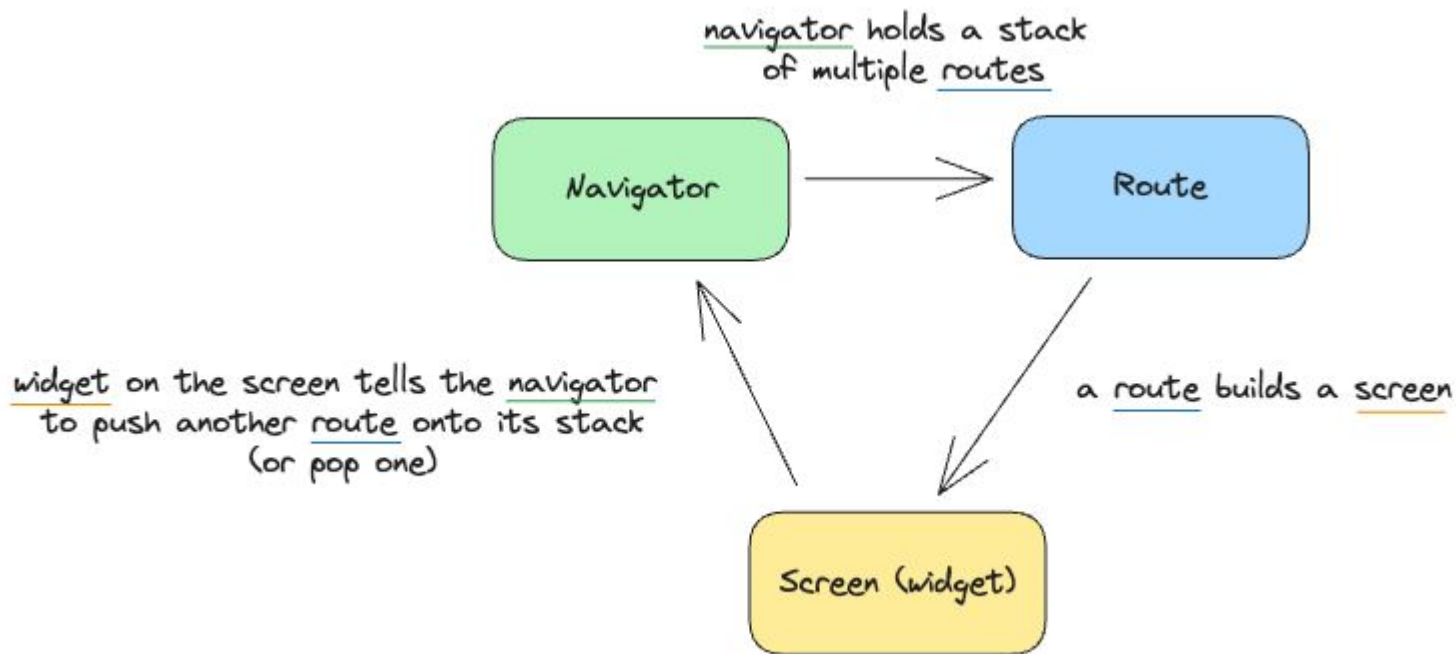 navigator holds a stack
of multiple routes
Navigator
Route
widget on the screen tells the navigator
to push another route onto its stack
(or pop one)
a route builds a screen
Screen (widget)